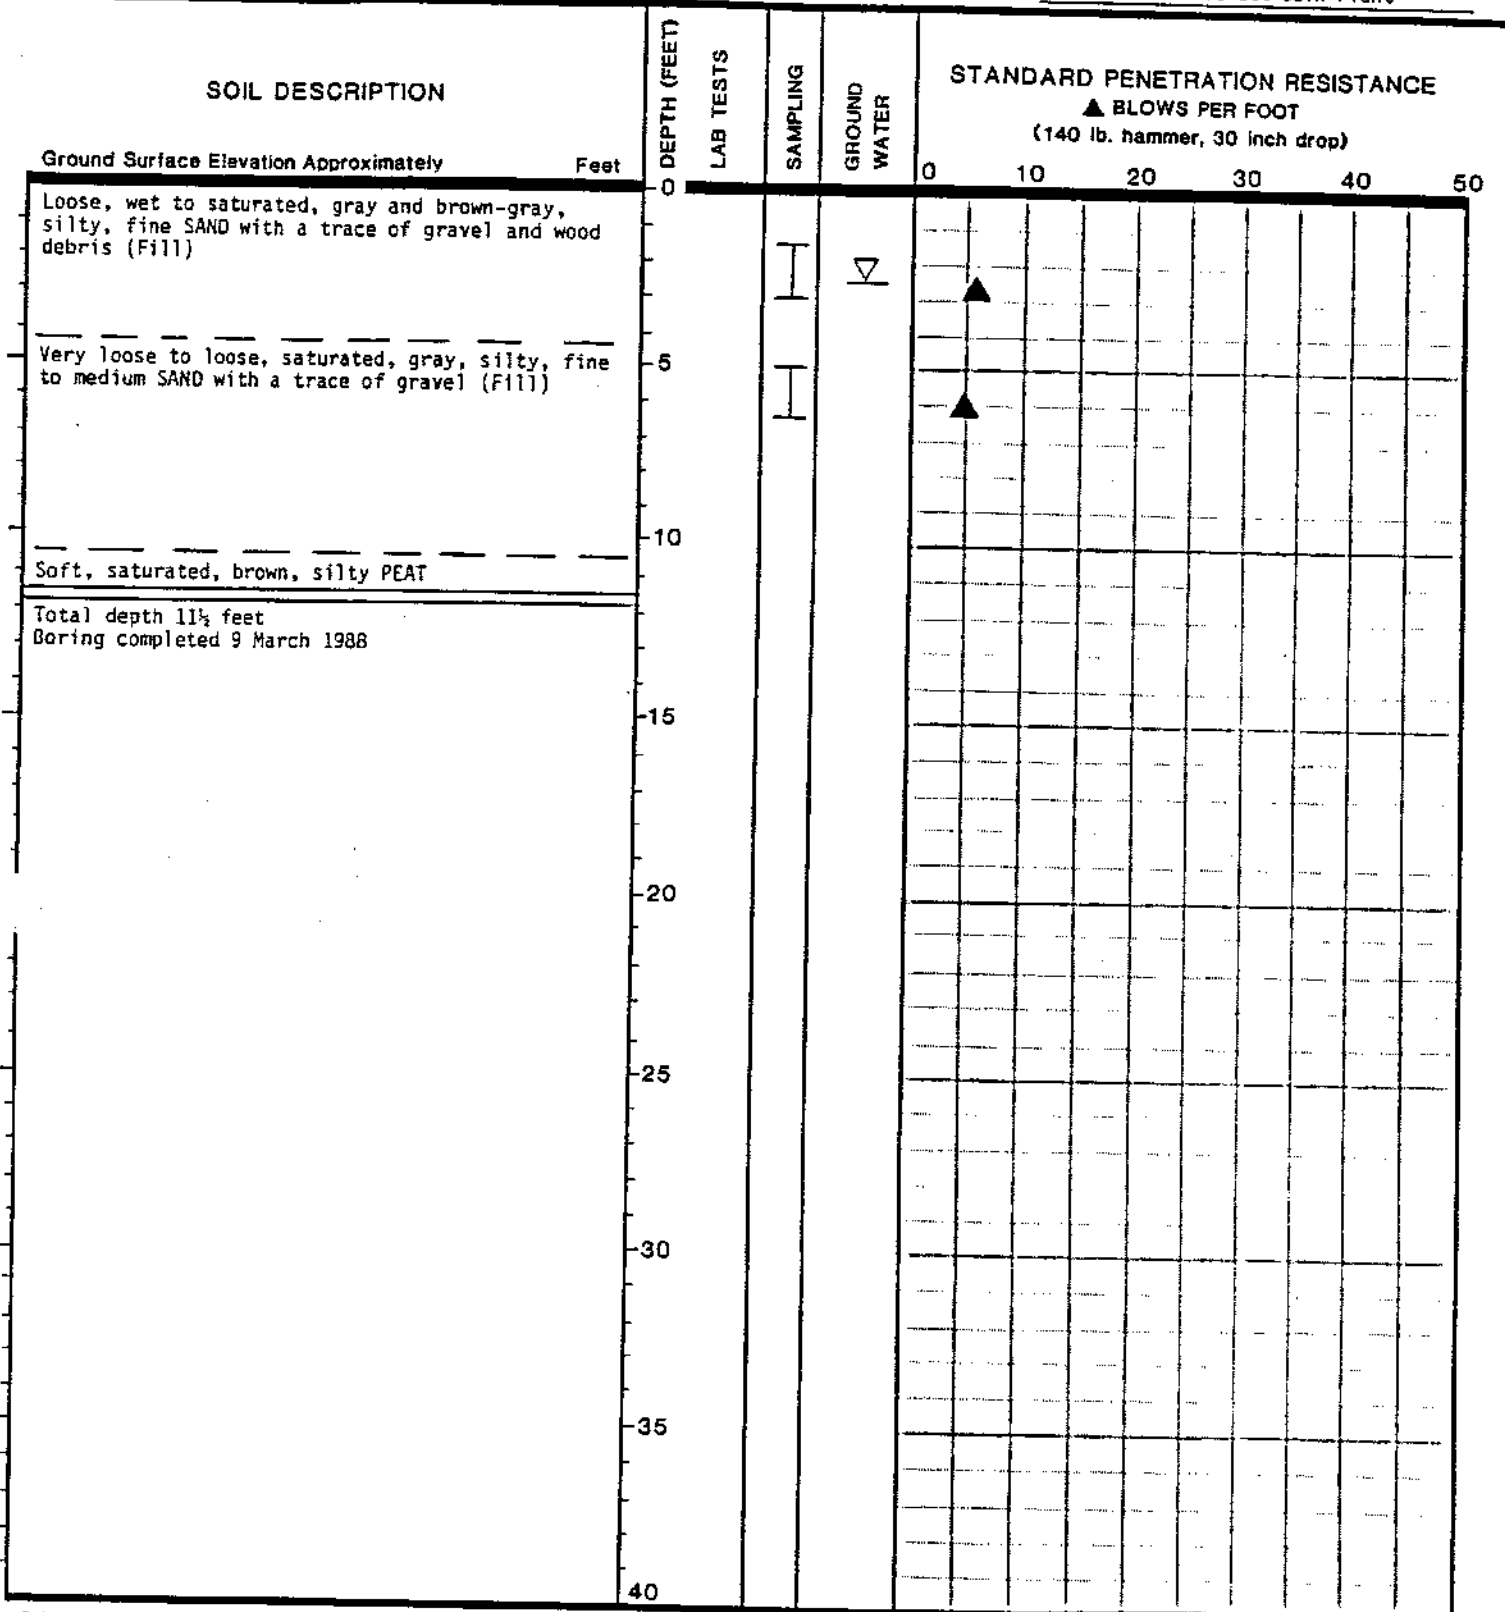 SOIL DESCRIPTION
Ground Surface Elevation Approximately Feet
DEPTH (FEET)
LAB TESTS
SAMPLING
GROUND
WATER
STANDARD PENETRATION RESISTANCE
▲ BLOWS PER FOOT
(140 lb. hammer, 30 inch drop)
0 10 20 30 40 50
0
Loose, wet to saturated, gray and brown-gray,
silty, fine SAND with a trace of gravel and wood
debris (Fill)
Very loose to loose, saturated, gray, silty, fine
to medium SAND with a trace of gravel (Fill)
5
10
Soft, saturated, brown, silty PEAT
Total depth 11½ feet
Boring completed 9 March 1988
15
20
25
30
35
40